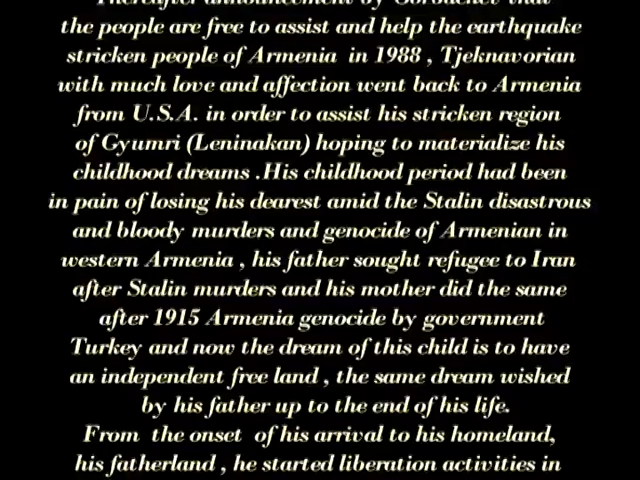 Thereafter announcement by Gorbachev that
the people are free to assist and help the earthquake
stricken people of Armenia in 1988 , Tjeknavorian
with much love and affection went back to Armenia
from U.S.A. in order to assist his stricken region
of Gyumri (Leninakan) hoping to materialize his
childhood dreams .His childhood period had been
in pain of losing his dearest amid the Stalin disastrous
and bloody murders and genocide of Armenian in
western Armenia , his father sought refugee to Iran
after Stalin murders and his mother did the same
after 1915 Armenia genocide by government
Turkey and now the dream of this child is to have
an independent free land , the same dream wished
by his father up to the end of his life.
From the onset of his arrival to his homeland,
his fatherland , he started liberation activities in